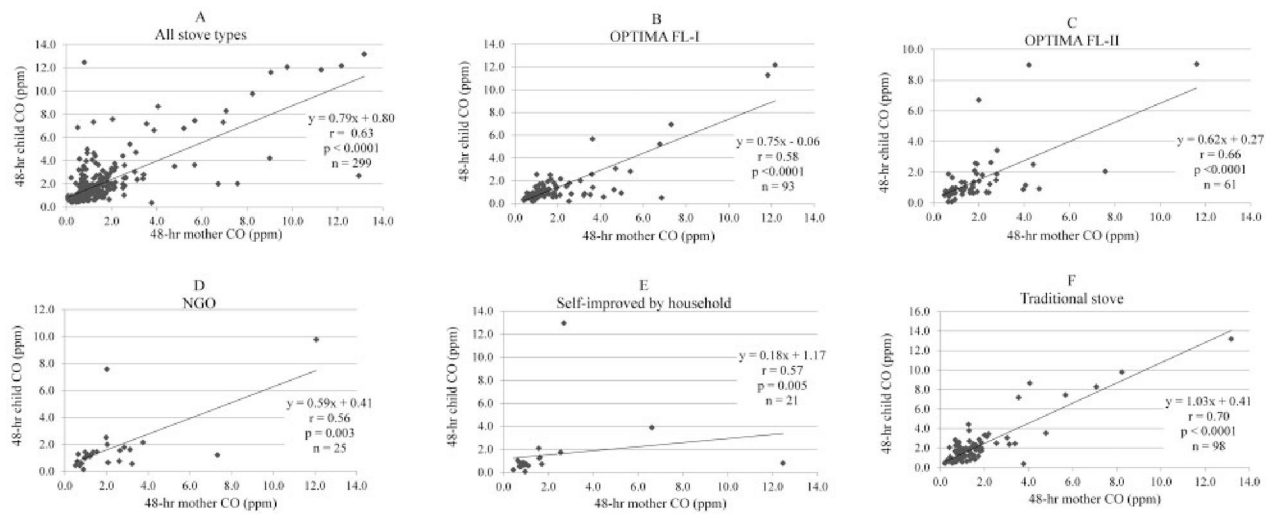 A
All stove types
14.0
12.0
10.0
8.0
6.0
4.0
2.0
0.0
48-hr child CO (ppm)
y = 0.79x + 0.80
r = 0.63
p < 0.0001
n = 299
0.0 2.0 4.0 6.0 8.0 10.0 12.0 14.0
48-hr mother CO (ppm)
B
OPTIMA FL-I
14.0
12.0
10.0
8.0
6.0
4.0
2.0
0.0
48-hr child CO (ppm)
y = 0.75x - 0.06
r = 0.58
p <0.0001
n = 93
0.0 2.0 4.0 6.0 8.0 10.0 12.0 14.0
48-hr mother CO (ppm)
C
OPTIMA FL-II
10.0
8.0
6.0
4.0
2.0
0.0
48-hr child CO (ppm)
y = 0.62x + 0.27
r = 0.66
p <0.0001
n = 61
0.0 2.0 4.0 6.0 8.0 10.0 12.0 14.0
48-hr mother CO (ppm)
D
NGO
12.0
10.0
8.0
6.0
4.0
2.0
0.0
48-hr child CO (ppm)
y = 0.59x + 0.41
r = 0.56
p = 0.003
n = 25
0.0 2.0 4.0 6.0 8.0 10.0 12.0 14.0
48-hr mother CO (ppm)
E
Self-improved by household
14.0
12.0
10.0
8.0
6.0
4.0
2.0
0.0
48-hr child CO (ppm)
y = 0.18x + 1.17
r = 0.57
p = 0.005
n = 21
0.0 2.0 4.0 6.0 8.0 10.0 12.0 14.0
48-hr mother CO (ppm)
F
Traditional stove
16.0
14.0
12.0
10.0
8.0
6.0
4.0
2.0
0.0
48-hr child CO (ppm)
y = 1.03x + 0.41
r = 0.70
p <0.0001
n = 98
0.0 2.0 4.0 6.0 8.0 10.0 12.0 14.0
48-hr mother CO (ppm)